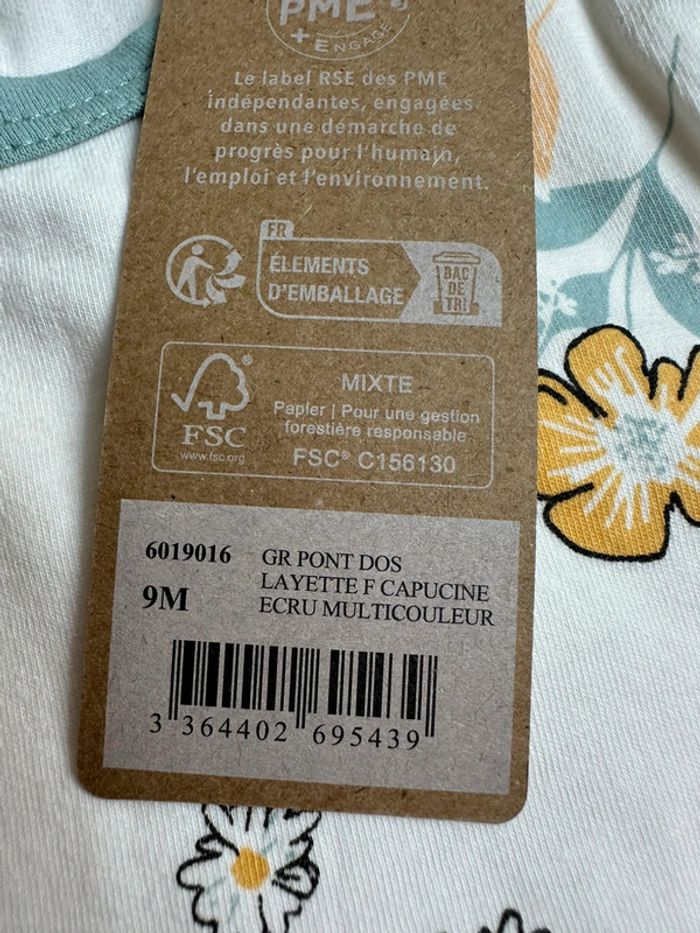 PME+
+ ENGAGÉ
Le label RSE des PME
indépendantes, engagées
dans une démarche de
progrès pour l'humain,
l'emploi et l'environnement.
FR
ÉLÉMENTS
D'EMBALLAGE
BAC
DE
TRI
FSC
www.fsc.org
MIXTE
Papier | Pour une gestion
forestière responsable
FSC® C156130
6019016
9M
GR PONT DOS
LAYETTE F CAPUCINE
ECRU MULTICOULEUR
3 364402 695439